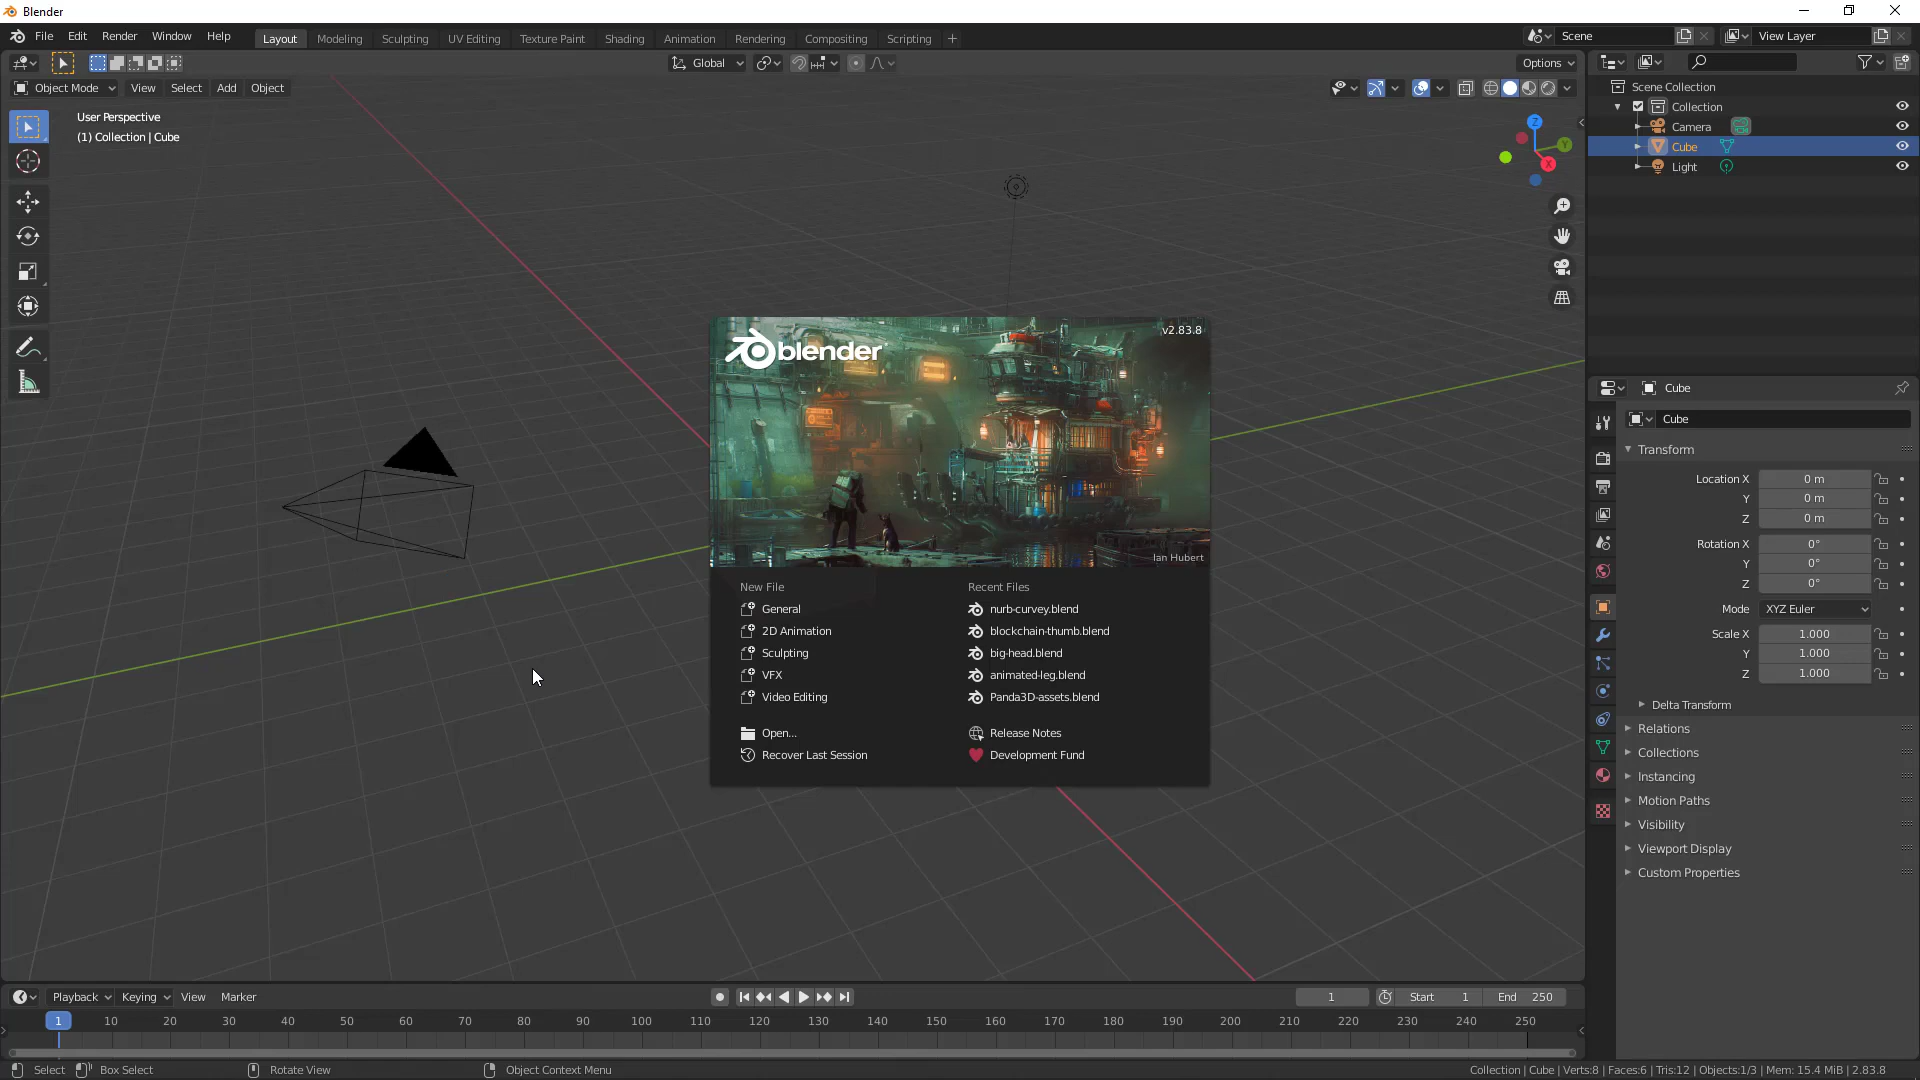 Blender
File Edit Render Window Help
Layout Modeling Sculpting UV Editing Texture Paint Shading Animation Rendering Compositing Scripting +
Scene
View Layer
Global
Options
Object Mode View Select Add Object
User Perspective
(1) Collection | Cube
Z
Y
X
Scene Collection
Collection
Camera
Cube
Light
blender
v2.83.8
Ian Hubert
New File
General
2D Animation
Sculpting
VFX
Video Editing
Open...
Recover Last Session
Recent Files
nurb-curvey.blend
blockchain-thumb.blend
big-head.blend
animated-leg.blend
Panda3D-assets.blend
Release Notes
Development Fund
Cube
Cube
Transform
Location X 0 m
Y 0 m
Z 0 m
Rotation X 0°
Y 0°
Z 0°
Mode XYZ Euler
Scale X 1.000
Y 1.000
Z 1.000
Delta Transform
Relations
Collections
Instancing
Motion Paths
Visibility
Viewport Display
Custom Properties
Playback Keying View Marker
1 Start 1 End 250
1 10 20 30 40 50 60 70 80 90 100 110 120 130 140 150 160 170 180 190 200 210 220 230 240 250
Select Box Select Rotate View Object Context Menu
Collection | Cube | Verts:8 | Faces:6 | Tris:12 | Objects:1/3 | Mem: 15.4 MiB | 2.83.8